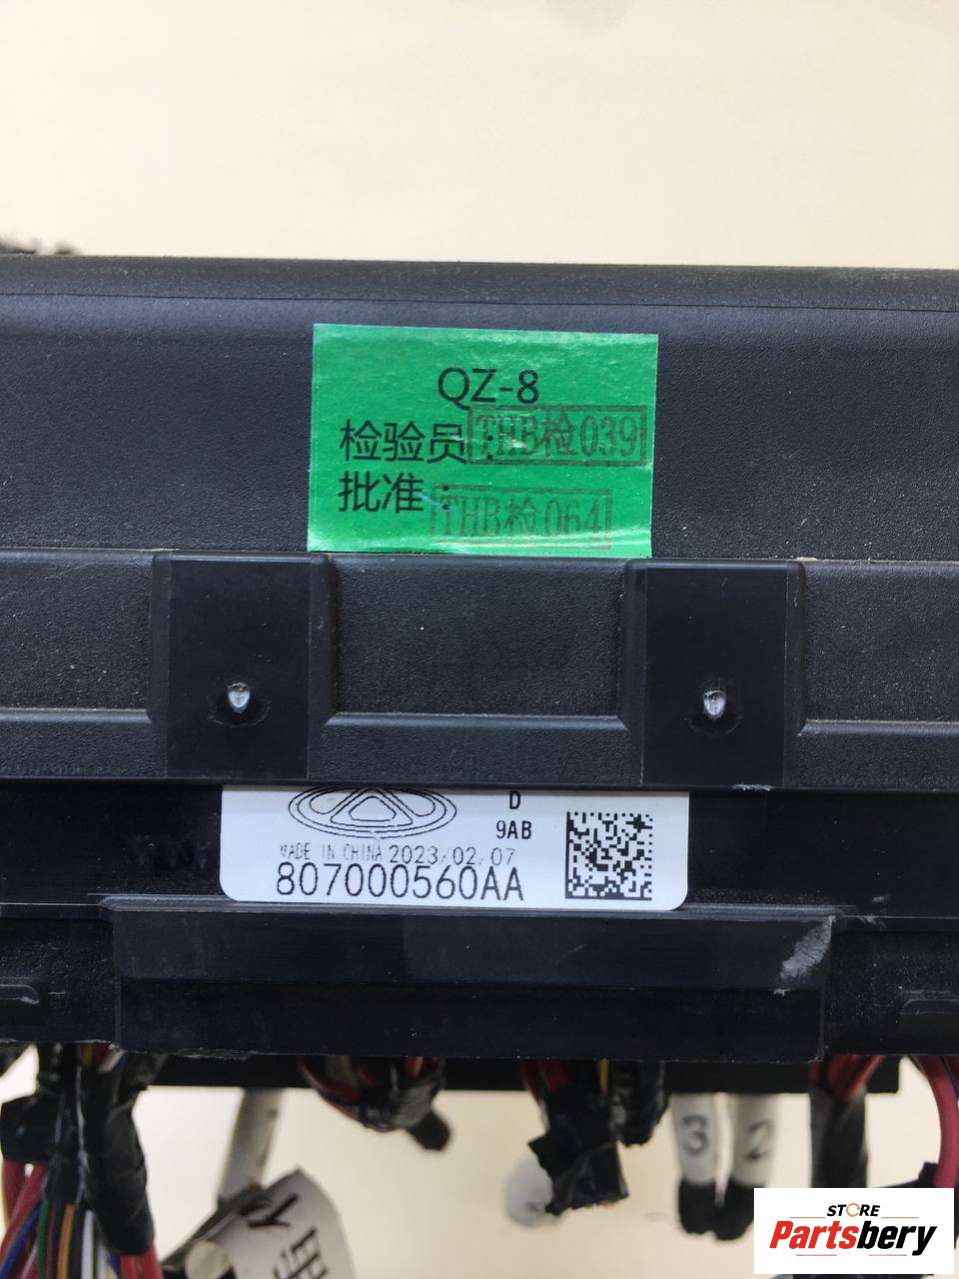 QZ-8
检验员：THB检039
批准：THB检064
D
9AB
MADE IN CHINA 2023/02/07
807000560AA
3 2
STORE
Partsbery